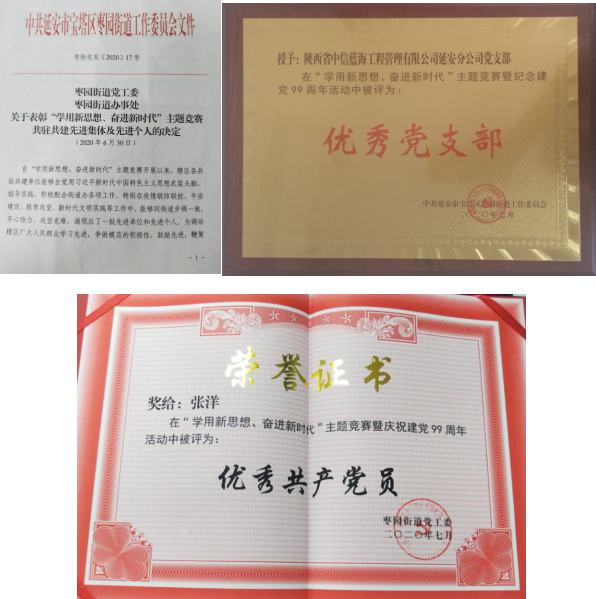 中共延安市宝塔区枣园街道工作委员会文件
枣街党发〔2020〕17号
枣园街道党工委
枣园街道办事处
关于表彰“学用新思想、奋进新时代”主题竞赛
共驻共建先进集体及先进个人的决定
(2020年6月30日)
自“学用新思想、奋进新时代”主题竞赛开展以来，辖区各共
驻共建单位能够自觉用习近平新时代中国特色社会主义思想武装头脑、
指导实践，积极配合街道办各项工作，特别在疫情联防联控、平安
建设、脱贫攻坚、新时代文明实践等工作中，能够同街道步调一致，
齐心协力、攻坚克难，涌现出了一批先进单位和先进个人。为调动
辖区广大人民群众学习先进、争做模范的积极性，鼓励先进、鞭策
- 1 -
授予：陕西省中信蓝海工程管理有限公司延安分公司党支部
在“学用新思想、奋进新时代”主题竞赛暨纪念建
党99周年活动中被评为：
优秀党支部
中共延安市宝塔区枣园街道工作委员会
二〇二〇年七月
荣誉证书
奖给：张洋
在“学用新思想、奋进新时代”主题竞赛暨庆祝建党99周年
活动中被评为：
优秀共产党员
枣园街道党工委
二〇二〇年七月